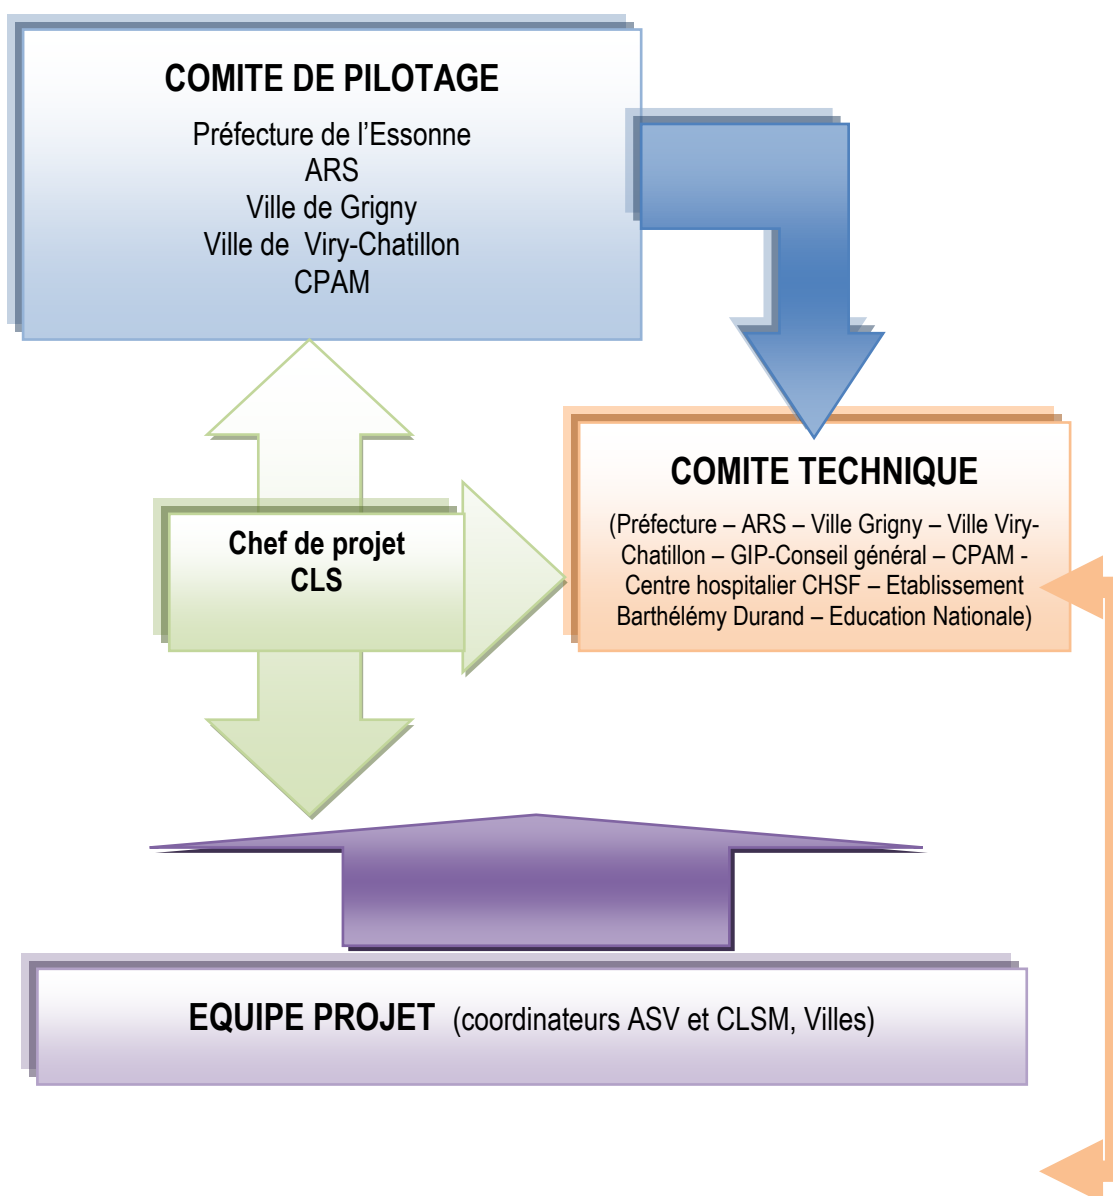 COMITE DE PILOTAGE
Préfecture de l’Essonne
ARS
Ville de Grigny
Ville de  Viry-Chatillon
CPAM
COMITE TECHNIQUE
(Préfecture – ARS – Ville Grigny – Ville Viry-
Chatillon – GIP-Conseil général – CPAM -
Centre hospitalier CHSF – Etablissement
Barthélémy Durand – Education Nationale)
Chef de projet
CLS
EQUIPE PROJET  (coordinateurs ASV et CLSM, Villes)